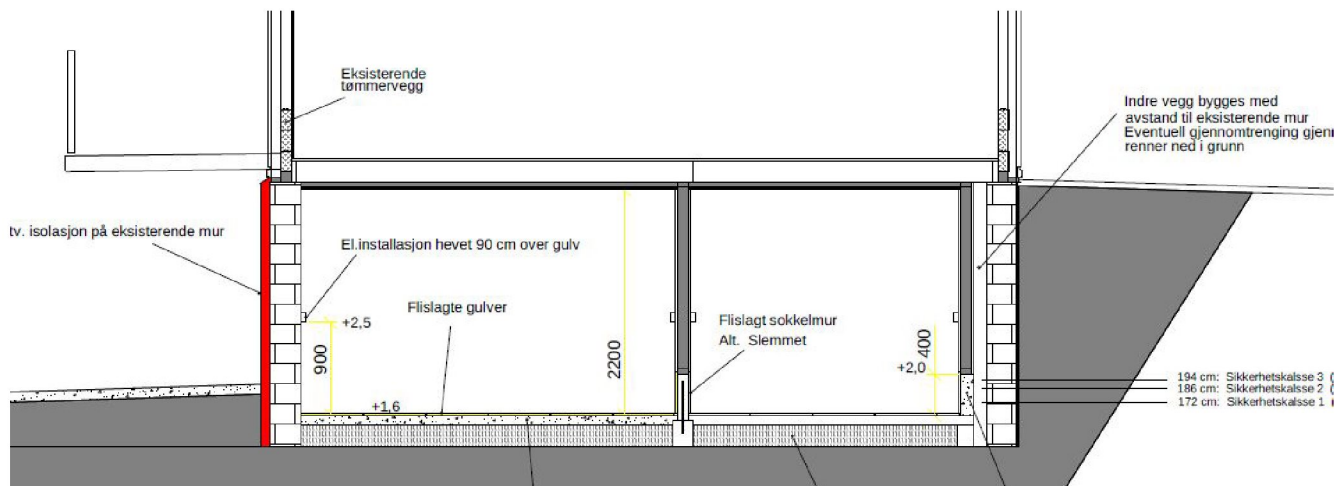 Eksisterende
tømmervegg
Indre vegg bygges med
avstand til eksisterende mur
Eventuell gjennomtrenging gjenr
renner ned i grunn
tv. isolasjon på eksisterende mur
El.installasjon hevet 90 cm over gulv
Flislagte gulver
+2,5
900
2200
Flislagt sokkelmur
Alt. Slemmet
400
+2,0
+1,6
194 cm: Sikkerhetskalsse 3 (
186 cm: Sikkerhetskalsse 2 (
172 cm: Sikkerhetskalsse 1